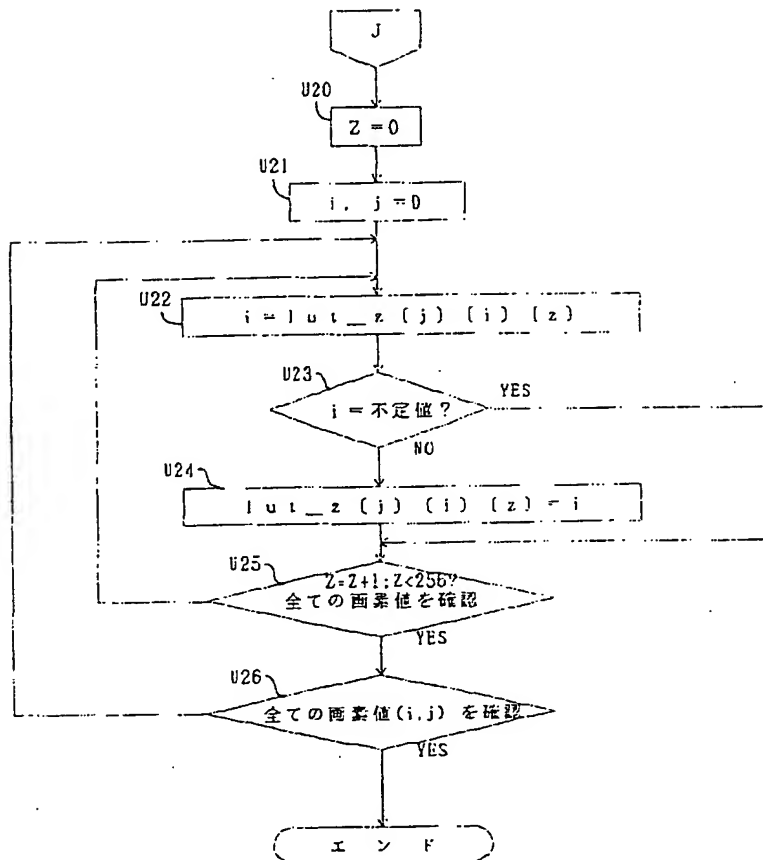 J
U20
Z=0
U21
i, j=0
U22
i=lut_z(j)(i)(z)
U23
i=不定値?
YES
NO
U24
lut_z(j)(i)(z)=i
U25
Z=Z+1;Z<256?
全ての画素値を確認
YES
U26
全ての画素値(i,j)を確認
YES
エンド